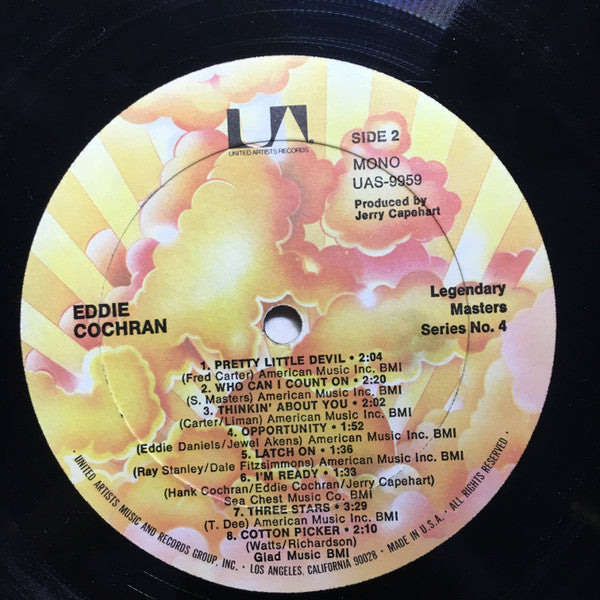 UA
UNITED ARTISTS RECORDS
SIDE 2
MONO
UAS-9959
Produced by
Jerry Capehart
EDDIE
COCHRAN
Legendary
Masters
Series No. 4
1. PRETTY LITTLE DEVIL • 2:04
(Fred Carter) American Music Inc. BMI
2. WHO CAN I COUNT ON • 2:20
(S. Masters) American Music Inc. BMI
3. THINKIN' ABOUT YOU • 2:02
(Carter/Liman) American Music Inc. BMI
4. OPPORTUNITY • 1:52
(Eddie Daniels/Jewel Akens) American Music Inc. BMI
5. LATCH ON • 1:36
(Ray Stanley/Dale Fitzsimmons) American Music Inc. BMI
6. I'M READY • 1:33
(Hank Cochran/Eddie Cochran/Jerry Capehart)
Sea Chest Music Co. BMI
7. THREE STARS • 3:29
(T. Dee) American Music Inc. BMI
8. COTTON PICKER • 2:10
(Watts/Richardson)
Glad Music BMI
• UNITED ARTISTS MUSIC AND RECORDS GROUP, INC. • LOS ANGELES, CALIFORNIA 90028 • MADE IN U.S.A. • ALL RIGHTS RESERVED •